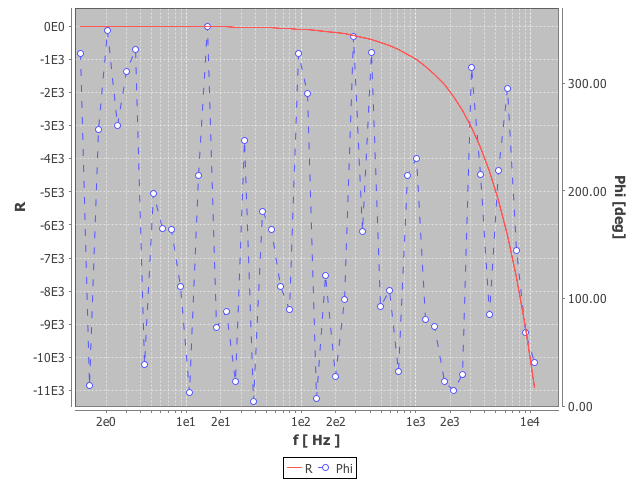 0E0
-1E3
-2E3
-3E3
-4E3
-5E3
-6E3
-7E3
-8E3
-9E3
-10E3
-11E3
R
300.00
200.00
100.00
0.00
Phi [deg]
2e0 1e1 2e1 1e2 2e2 1e3 2e3 1e4
f [ Hz ]
R Phi